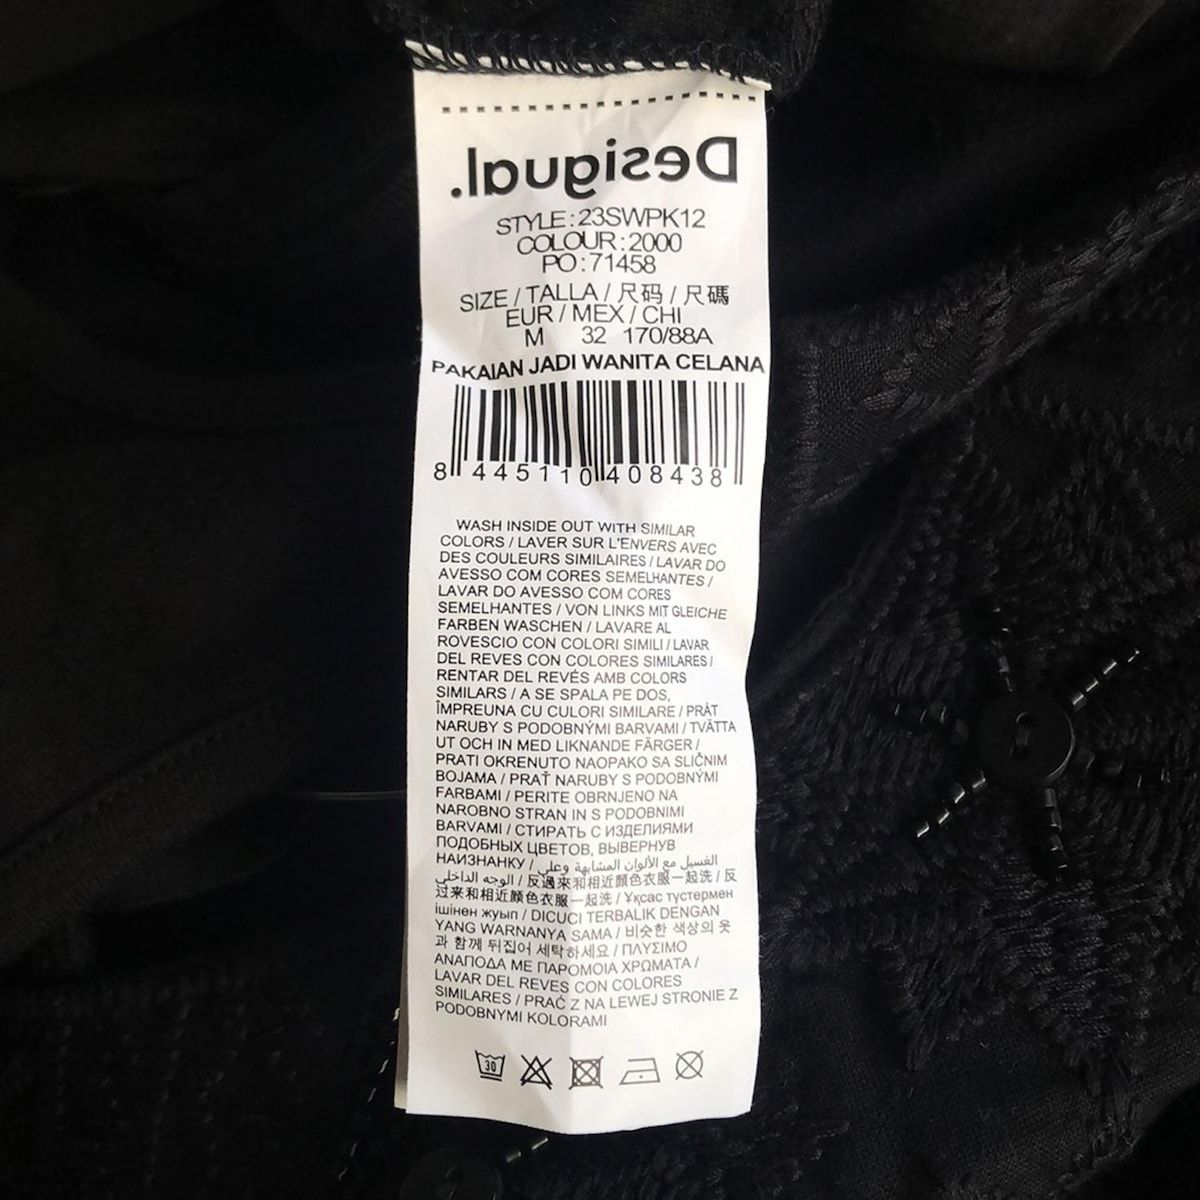 Desigual.
STYLE:23SWPK12
COLOUR:2000
PO:71458
SIZE / TALLA / 尺码 / 尺碼
EUR / MEX / CHI
M 32 170/88A
PAKAIAN JADI WANITA CELANA
8 445110 408438
WASH INSIDE OUT WITH SIMILAR
COLORS / LAVER SUR L'ENVERS AVEC
DES COULEURS SIMILAIRES / LAVAR DO
AVESSO COM CORES SEMELHANTES /
LAVAR DO AVESSO COM CORES
SEMELHANTES / VON LINKS MIT GLEICHE
FARBEN WASCHEN / LAVARE AL
ROVESCIO CON COLORI SIMILI / LAVAR
DEL REVES CON COLORES SIMILARES /
RENTAR DEL REVÉS AMB COLORS
SIMILARS / A SE SPALA PE DOS,
ÎMPREUNA CU CULORI SIMILARE / PRÁT
NARUBY S PODOBNÝMI BARVAMI / TVÄTTA
UT OCH IN MED LIKNANDE FÄRGER /
PRATI OKRENUTO NAOPAKO SA SLIČNIM
BOJAMA / PRAŤ NARUBY S PODOBNÝMI
FARBAMI / PERITE OBRNJENO NA
NAROBNO STRAN IN S PODOBNIMI
BARVAMI / СТИРАТЬ С ИЗДЕЛИЯМИ
ПОДОБНЫХ ЦВЕТОВ, ВЫВЕРНУВ
НАИЗНАНКУ / الغسيل مع الألوان المشابهة وعلى
الوجه الداخلي / 反過來和相近顏色衣服一起洗 / 反
过来和相近颜色衣服一起洗 / Ұқсас түстермен
ішінен жуып / DICUCI TERBALIK DENGAN
YANG WARNANYA SAMA / 비슷한 색상의 옷
과 함께 뒤집어 세탁하세요 / ΠΛΥΣΙΜΟ
ΑΝΑΠΟΔΑ ΜΕ ΠΑΡΟΜΟΙΑ ΧΡΩΜΑΤΑ /
LAVAR DEL REVES CON COLORES
SIMILARES / PRAĆ Z NA LEWEJ STRONIE Z
PODOBNYMI KOLORAMI
30